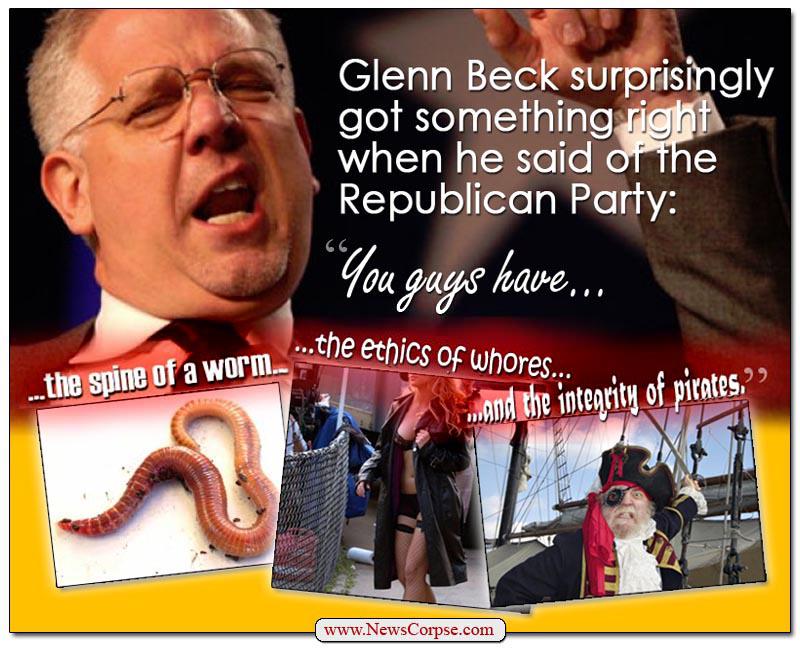 Glenn Beck surprisingly
got something right
when he said of the
Republican Party:
“You guys have...
...the spine of a worm...
...the ethics of whores...
...and the integrity of pirates.”
www.NewsCorpse.com